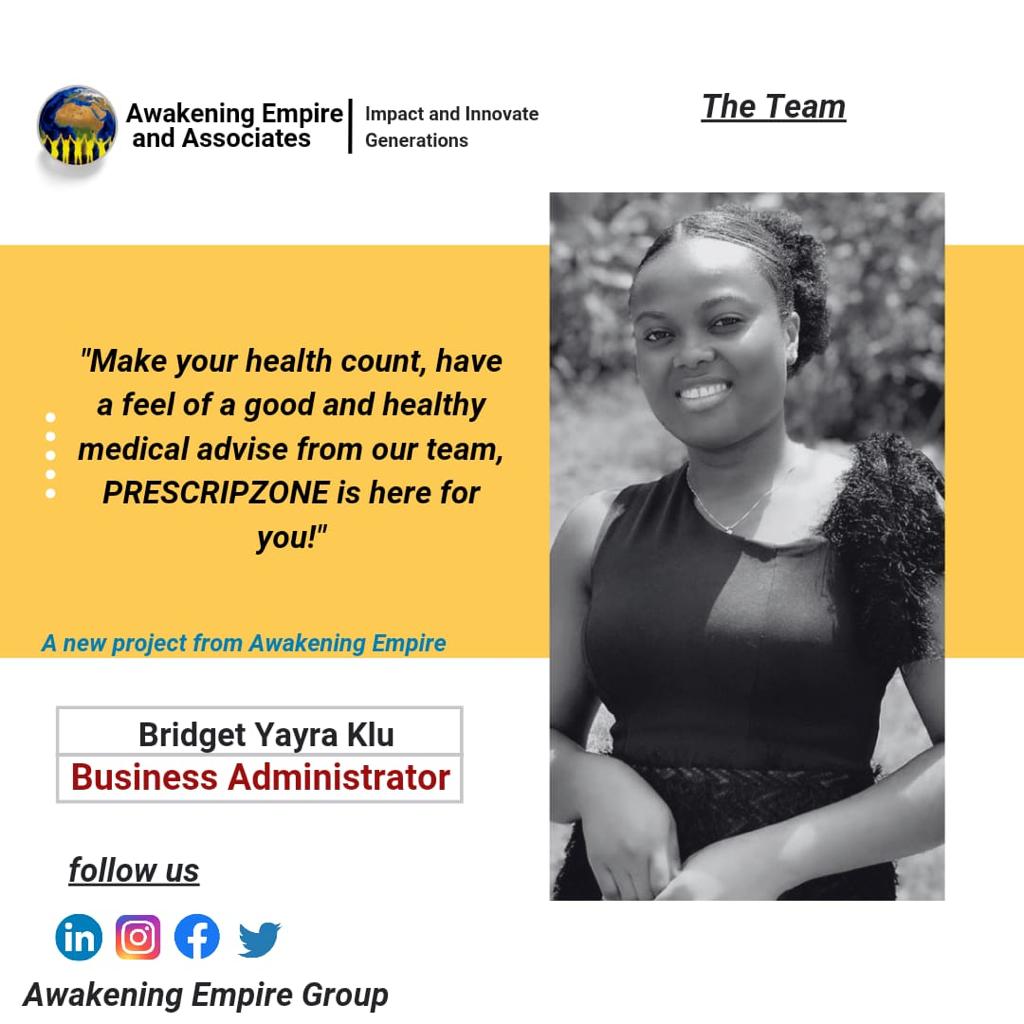 Awakening Empire
and Associates
Impact and Innovate
Generations
The Team
"Make your health count, have
a feel of a good and healthy
medical advise from our team,
PRESCRIPZONE is here for
you!"
A new project from Awakening Empire
Bridget Yayra Klu
Business Administrator
follow us
in
Awakening Empire Group